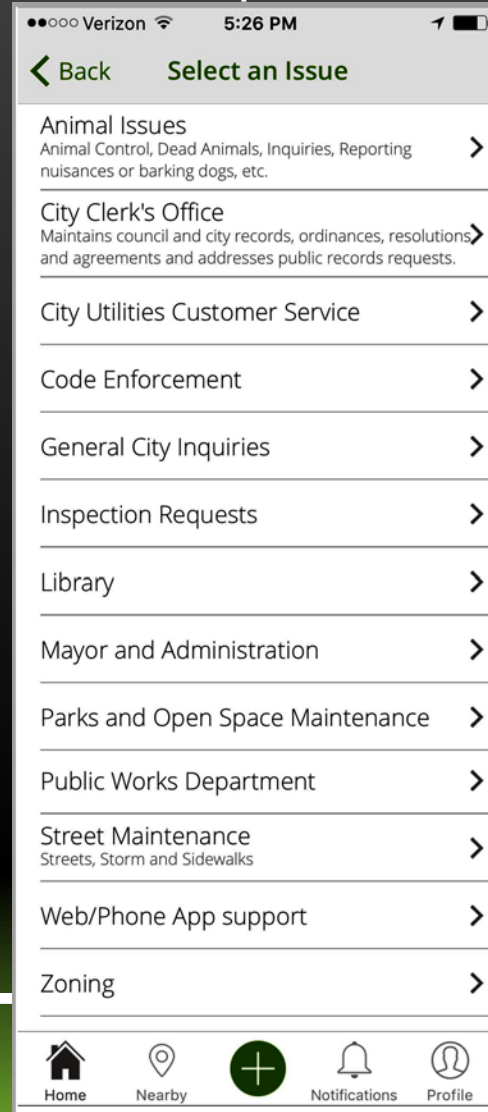 Verizon 5:26 PM
Back Select an Issue
Animal Issues
Animal Control, Dead Animals, Inquiries, Reporting
nuisances or barking dogs, etc.
City Clerk's Office
Maintains council and city records, ordinances, resolutions
and agreements and addresses public records requests.
City Utilities Customer Service
Code Enforcement
General City Inquiries
Inspection Requests
Library
Mayor and Administration
Parks and Open Space Maintenance
Public Works Department
Street Maintenance
Streets, Storm and Sidewalks
Web/Phone App support
Zoning
Home Nearby Notifications Profile